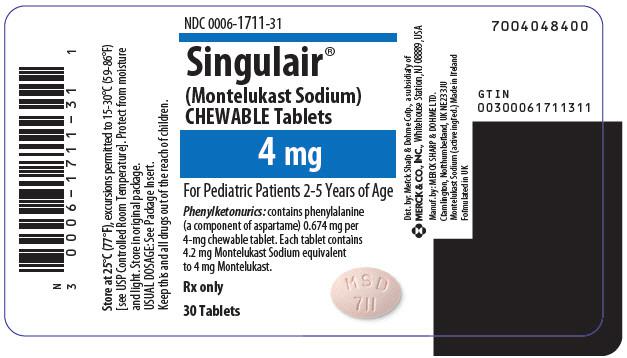 NDC 0006-1711-31
Singulair®
(Montelukast Sodium)
CHEWABLE Tablets
4 mg
For Pediatric Patients 2-5 Years of Age
Phenylketonurics: contains phenylalanine
(a component of aspartame) 0.674 mg per
4-mg chewable tablet. Each tablet contains
4.2 mg Montelukast Sodium equivalent
to 4 mg Montelukast.
Rx only
30 Tablets
MSD
711
N
3 0006-1711-31 1
Store at 25°C (77°F), excursions permitted to 15-30°C (59-86°F)
[see USP Controlled Room Temperature]. Protect from moisture
and light. Store in original package.
USUAL DOSAGE: See Package Insert.
Keep this and all drugs out of the reach of children.
Dist. by: Merck Sharp & Dohme Corp., a subsidiary of
MERCK & CO., INC., Whitehouse Station, NJ 08889, USA
Manuf. by: MERCK SHARP & DOHME LTD.
Cramlington, Northumberland, UK NE23 3JU
Montelukast Sodium (active ingred.) Made in Ireland
Formulated in UK
7004048400
GTIN
00300061711311